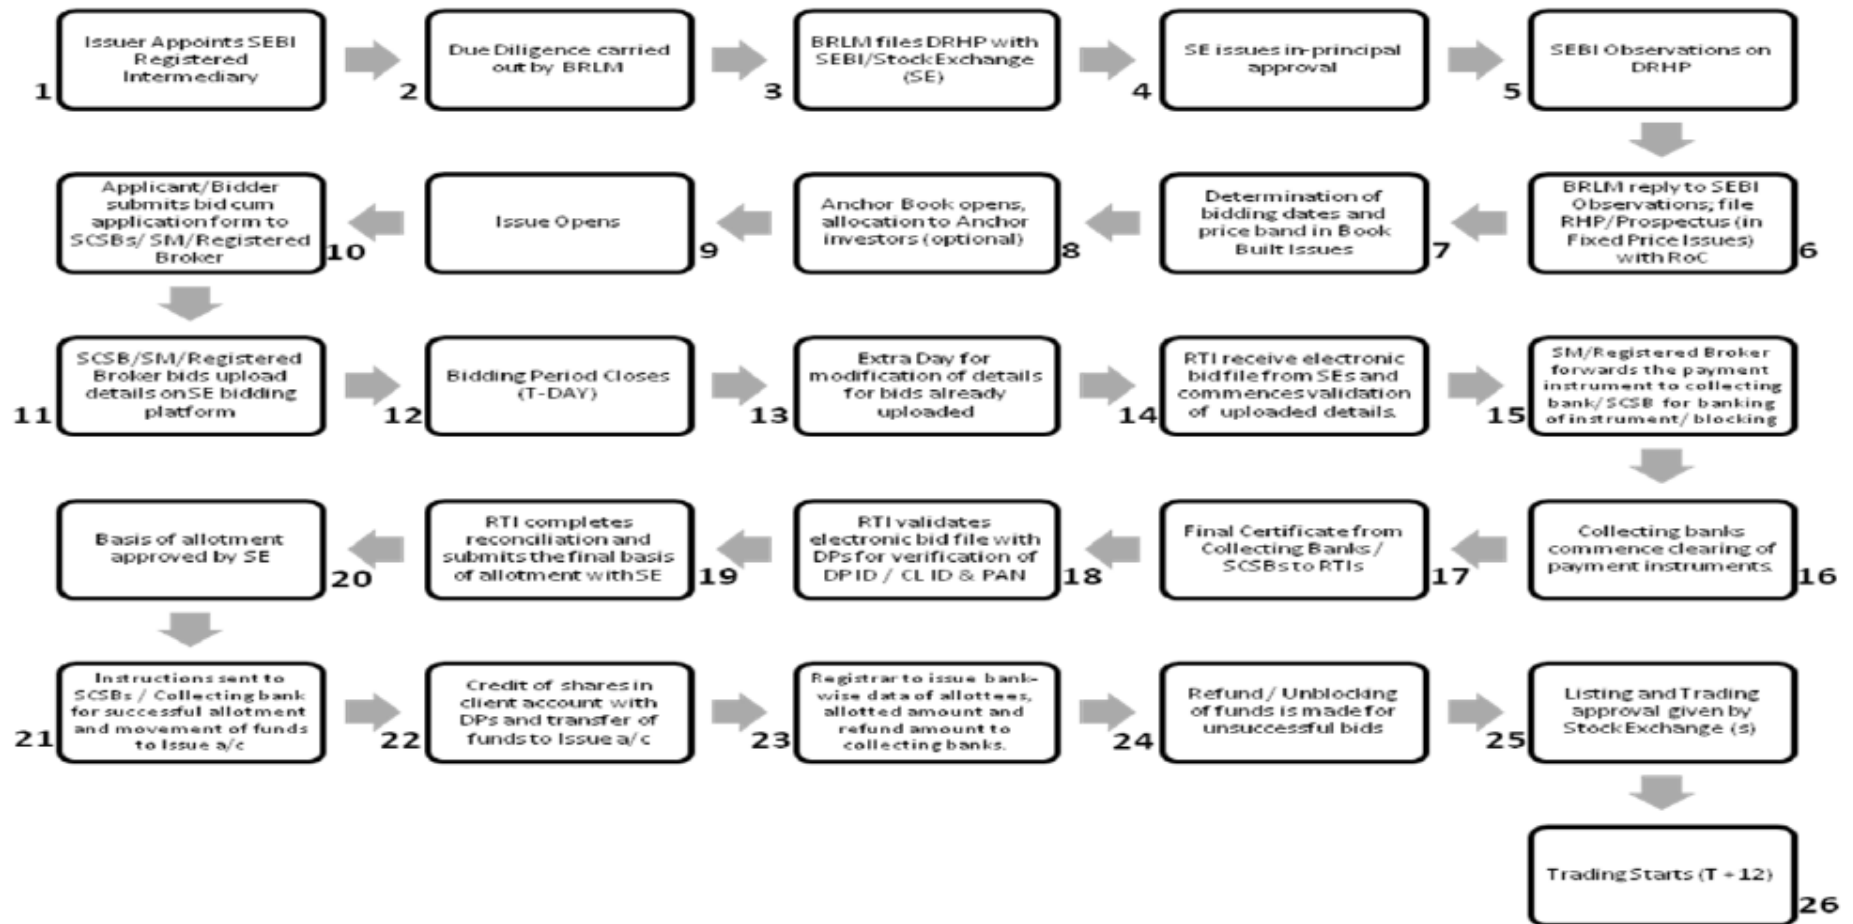 Issuer Appoints SEBI
Registered
Intermediary
1
Due Diligence carried
out by BRLM
2
BRLM files DRHP with
SEBI/Stock Exchange
(SE)
3
SE issues in-principal
approval
4
SEBI Observations on
DRHP
5
BRLM reply to SEBI
Observations; file
RHP/Prospectus (in
Fixed Price Issues)
with RoC
6
Determination of
bidding dates and
price band in Book
Built Issues
7
Anchor Book opens,
allocation to Anchor
investors (optional)
8
Issue Opens
9
Applicant/Bidder
submits bid cum
application form to
SCSBs/ SM/Registered
Broker
10
SCSB/SM/Registered
Broker bids upload
details on SE bidding
platform
11
Bidding Period Closes
(T-DAY)
12
Extra Day for
modification of details
for bids already
uploaded
13
RTI receive electronic
bid file from SEs and
commences validation
of uploaded details.
14
SM/Registered Broker
forwards the payment
instrument to collecting
bank/SCSB for banking
of instrument/ blocking
15
Collecting banks
commence clearing of
payment instruments.
16
Final Certificate from
Collecting Banks /
SCSBs to RTIs
17
RTI validates
electronic bid file with
DPs for verification of
DP ID / CL ID & PAN
18
RTI completes
reconciliation and
submits the final basis
of allotment with SE
19
Basis of allotment
approved by SE
20
Instructions sent to
SCSBs / Collecting bank
for successful allotment
and movement of funds
to Issue a/c
21
Credit of shares in
client account with
DPs and transfer of
funds to Issue a/c
22
Registrar to issue bank-
wise data of allottees,
allotted amount and
refund amount to
collecting banks.
23
Refund / Unblocking
of funds is made for
unsuccessful bids
24
Listing and Trading
approval given by
Stock Exchange (s)
25
Trading Starts (T + 12)
26